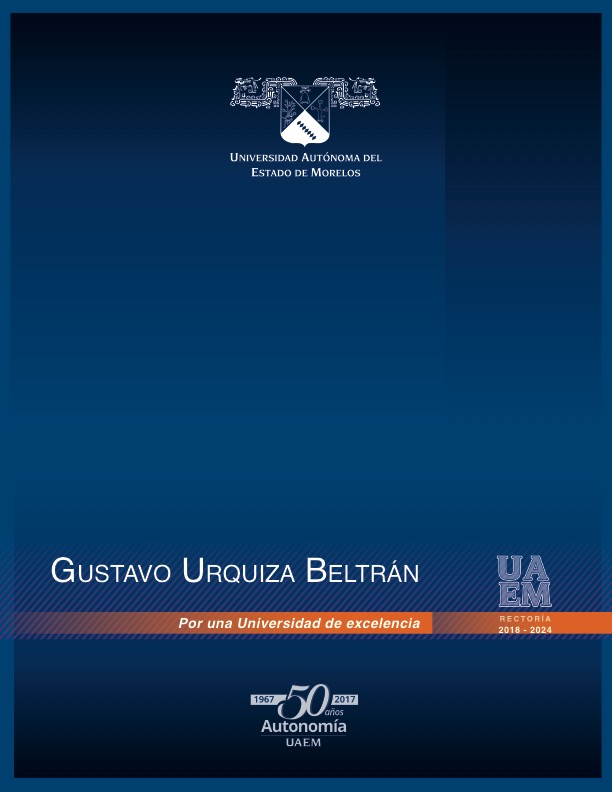 Universidad Autónoma del
Estado de Morelos
Gustavo Urquiza Beltrán
Por una Universidad de excelencia
UA
EM
RECTORÍA
2018 - 2024
1967 50 2017
años
Autonomía
UAEM